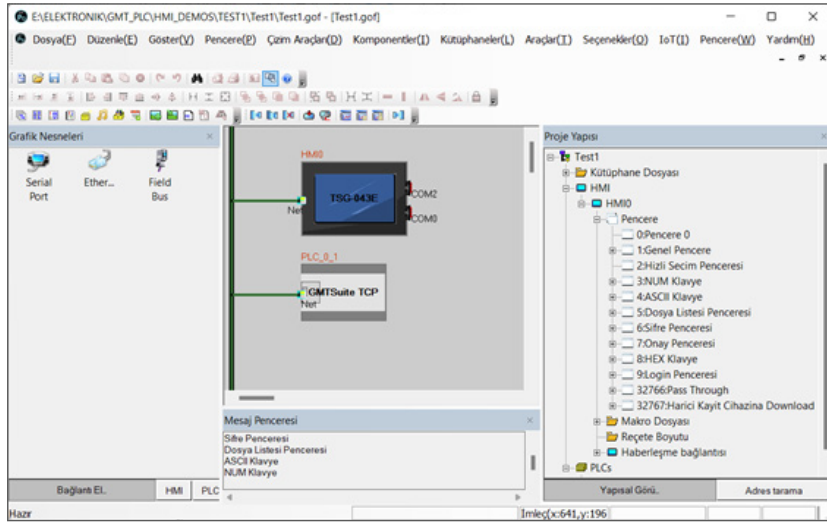 E:\ELEKTRONIK\GMT_PLC\HMI_DEMOS\TEST1\Test1\Test1.gof - [Test1.gof]
Dosya(F) Düzenle(E) Göster(V) Pencere(P) Çizim Araçları(D) Komponentler(I) Kütüphaneler(L) Araçlar(T) Seçenekler(O) IoT(I) Pencere(W) Yardım(H)
Grafik Nesneleri
Serial Port
Ether...
Field Bus
Bağlantı El..
HMI
PLC
HMI0
TSG-043E
Net
COM2
COM0
PLC_0_1
GMTSuite TCP
Net
Mesaj Penceresi
Sifre Penceresi
Dosya Listesi Penceresi
ASCII Klavye
NUM Klavye
Proje Yapısı
Test1
Kütüphane Dosyası
HMI
HMI0
Pencere
0:Pencere 0
1:Genel Pencere
2:Hizli Secim Penceresi
3:NUM Klavye
4:ASCII Klavye
5:Dosya Listesi Penceresi
6:Sifre Penceresi
7:Onay Penceresi
8:HEX Klavye
9:Login Penceresi
32766:Pass Through
32767:Harici Kayit Cihazina Download
Makro Dosyası
Reçete Boyutu
Haberleşme bağlantısı
PLCs
Yapısal Görü..
Adres tarama
Hazır
İmleç(x:641,y:196